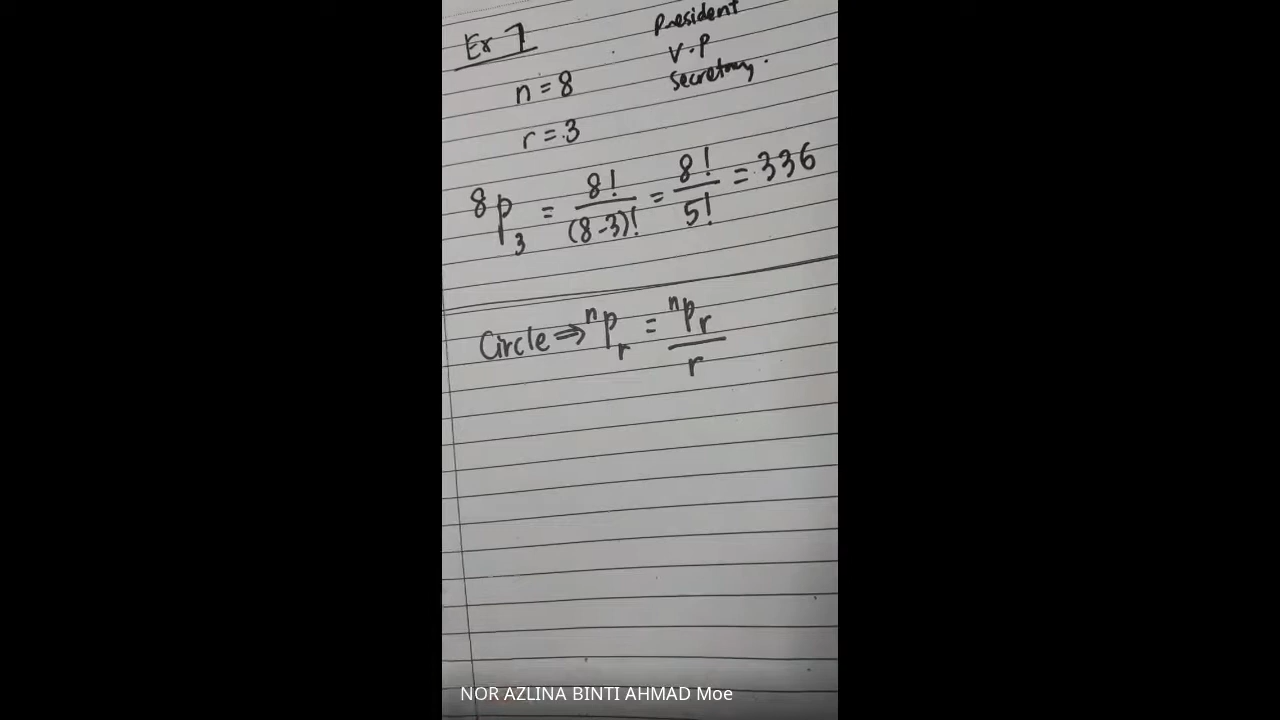 Ex 7
President
V.P
Secretary.
n = 8
r = 3
8P3 = 8!/(8-3)! = 8!/5! = 336
Circle ⇒ nPr = nPr/r
NOR AZLINA BINTI AHMAD Moe